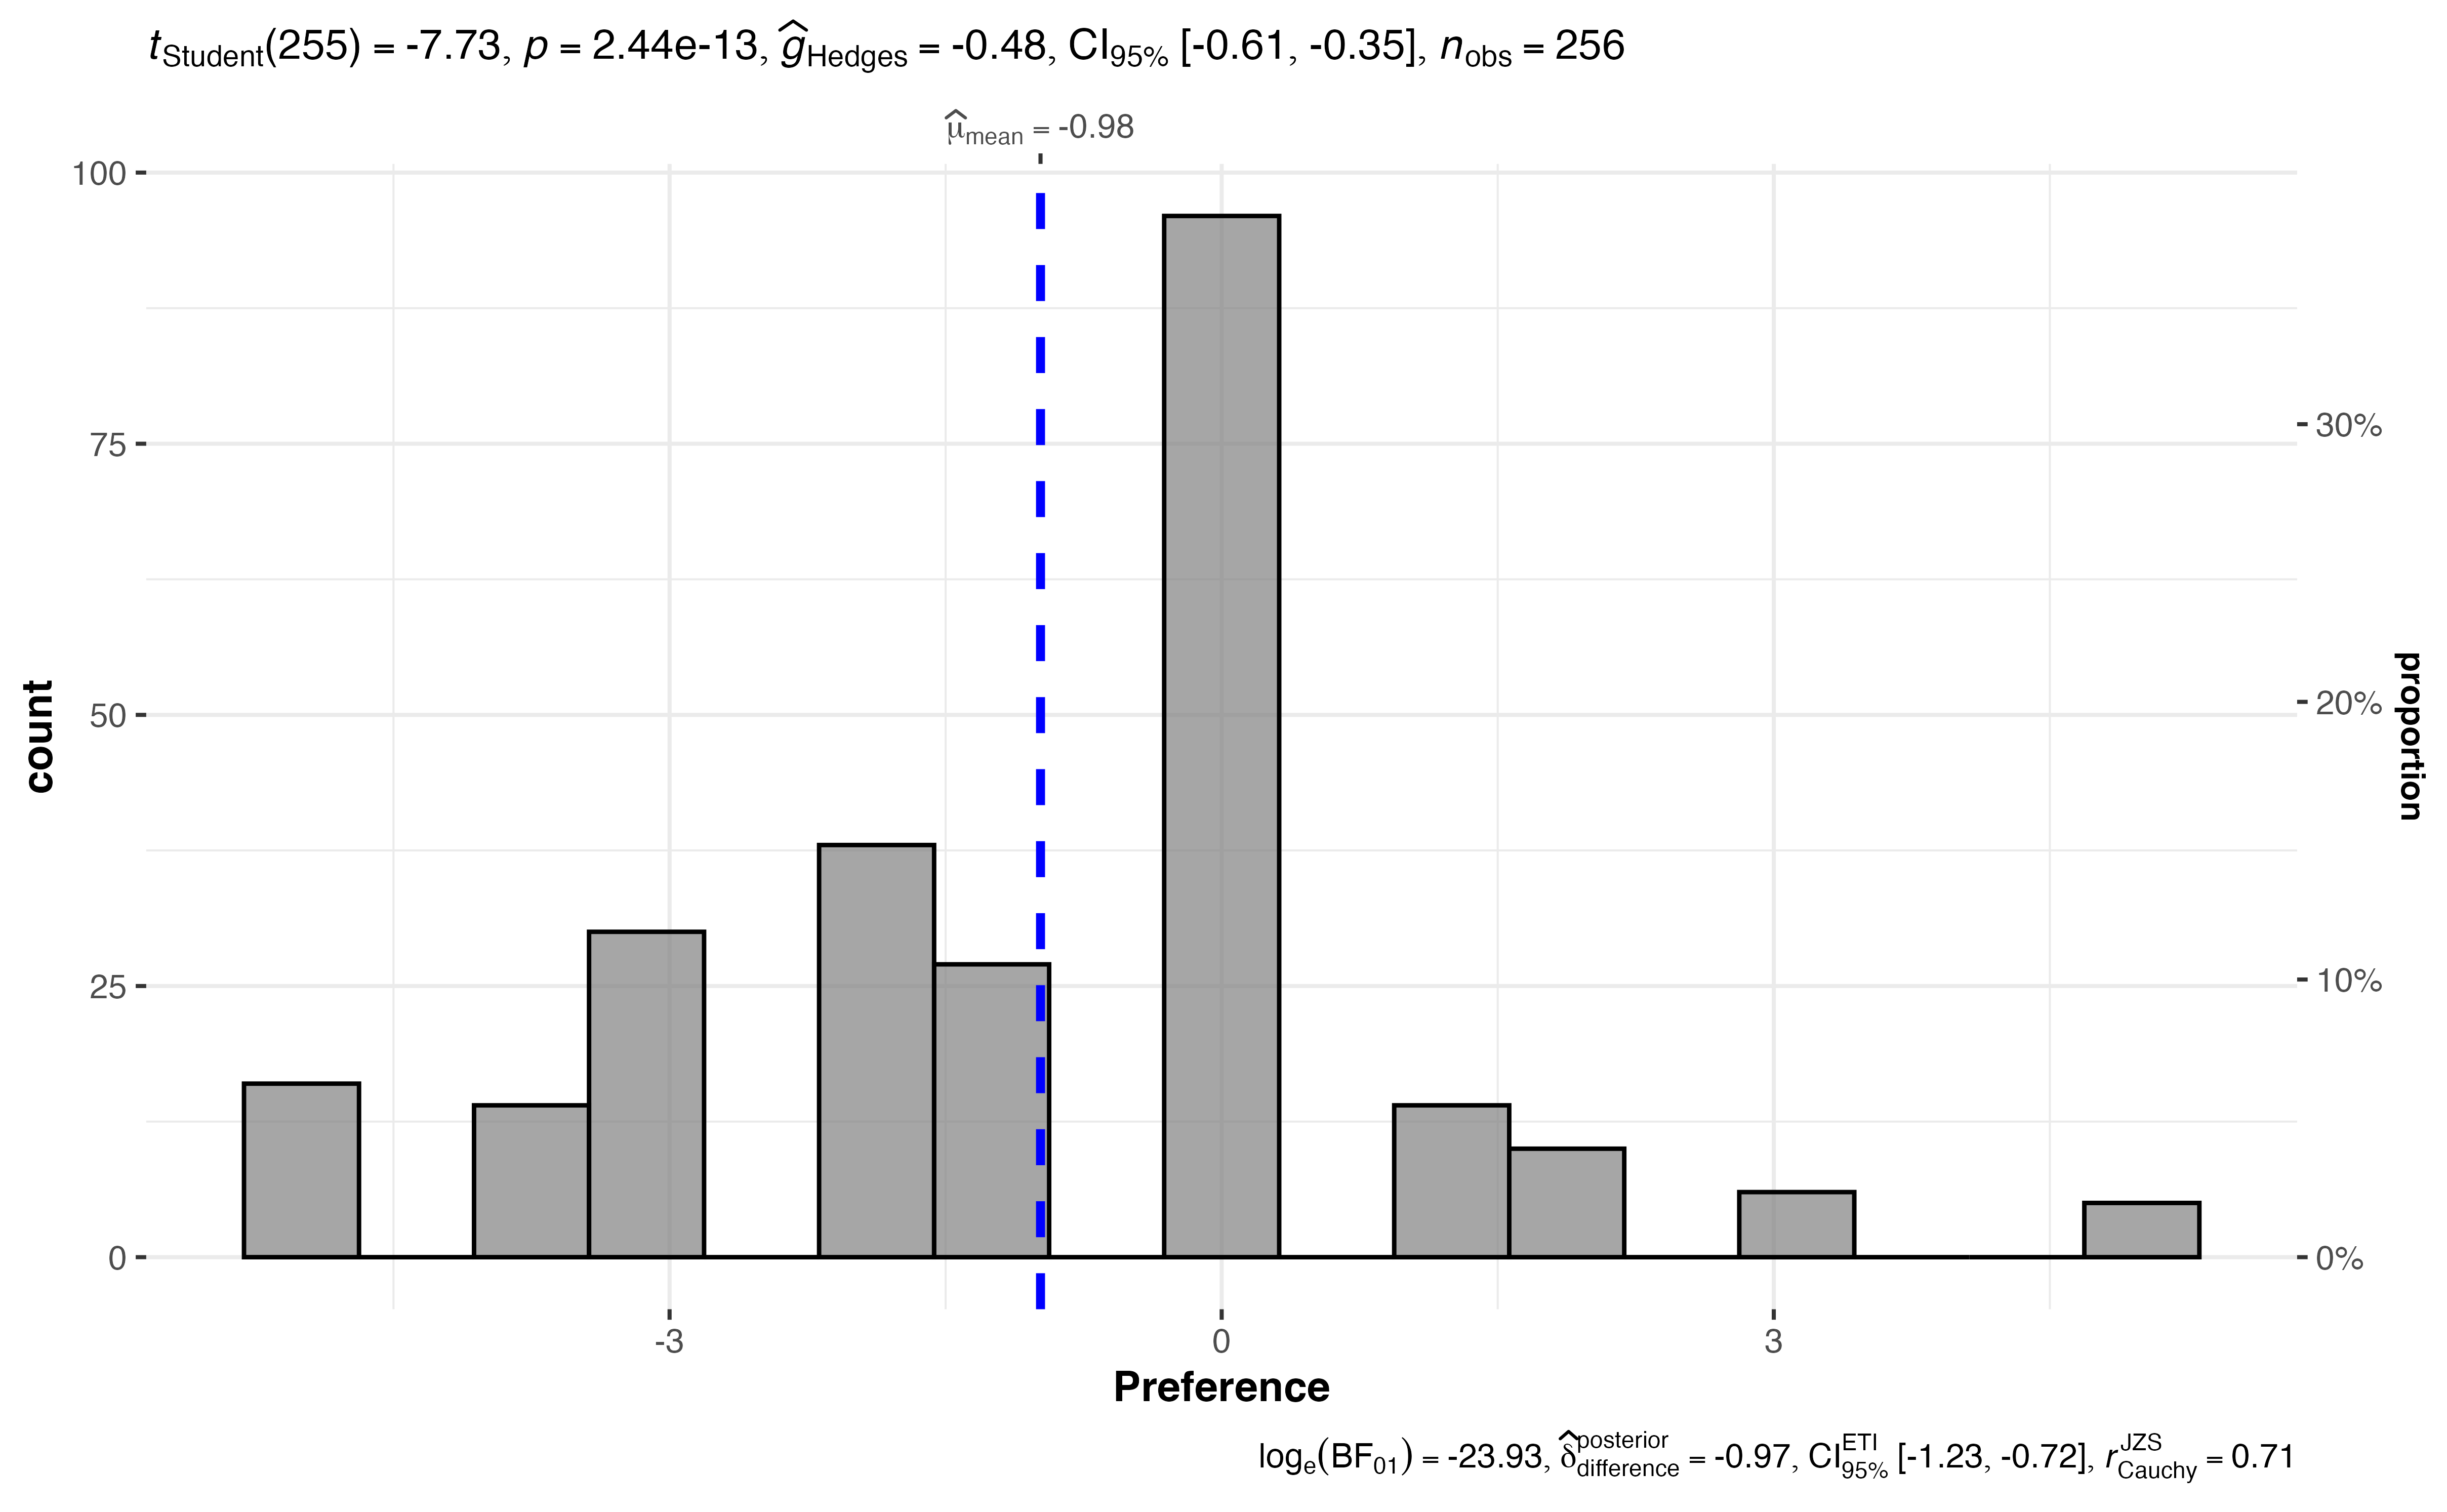 tStudent(255) = -7.73, p = 2.44e-13, ĝHedges = -0.48, CI95% [-0.61, -0.35], nobs = 256
μ̂mean = -0.98
100
75
50
25
0
count
30%
20%
10%
0%
proportion
-3
0
3
Preference
loge(BF01) = -23.93, δ̂posterior difference = -0.97, CIETI 95% [-1.23, -0.72], rJZS Cauchy = 0.71